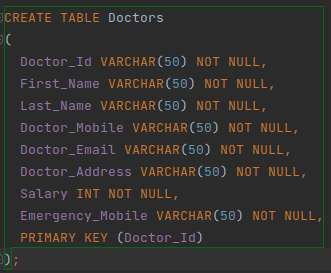 CREATE TABLE Doctors
(
Doctor_Id VARCHAR(50) NOT NULL,
First_Name VARCHAR(50) NOT NULL,
Last_Name VARCHAR(50) NOT NULL,
Doctor_Mobile VARCHAR(50) NOT NULL,
Doctor_Email VARCHAR(50) NOT NULL,
Doctor_Address VARCHAR(50) NOT NULL,
Salary INT NOT NULL,
Emergency_Mobile VARCHAR(50) NOT NULL,
PRIMARY KEY (Doctor_Id)
);